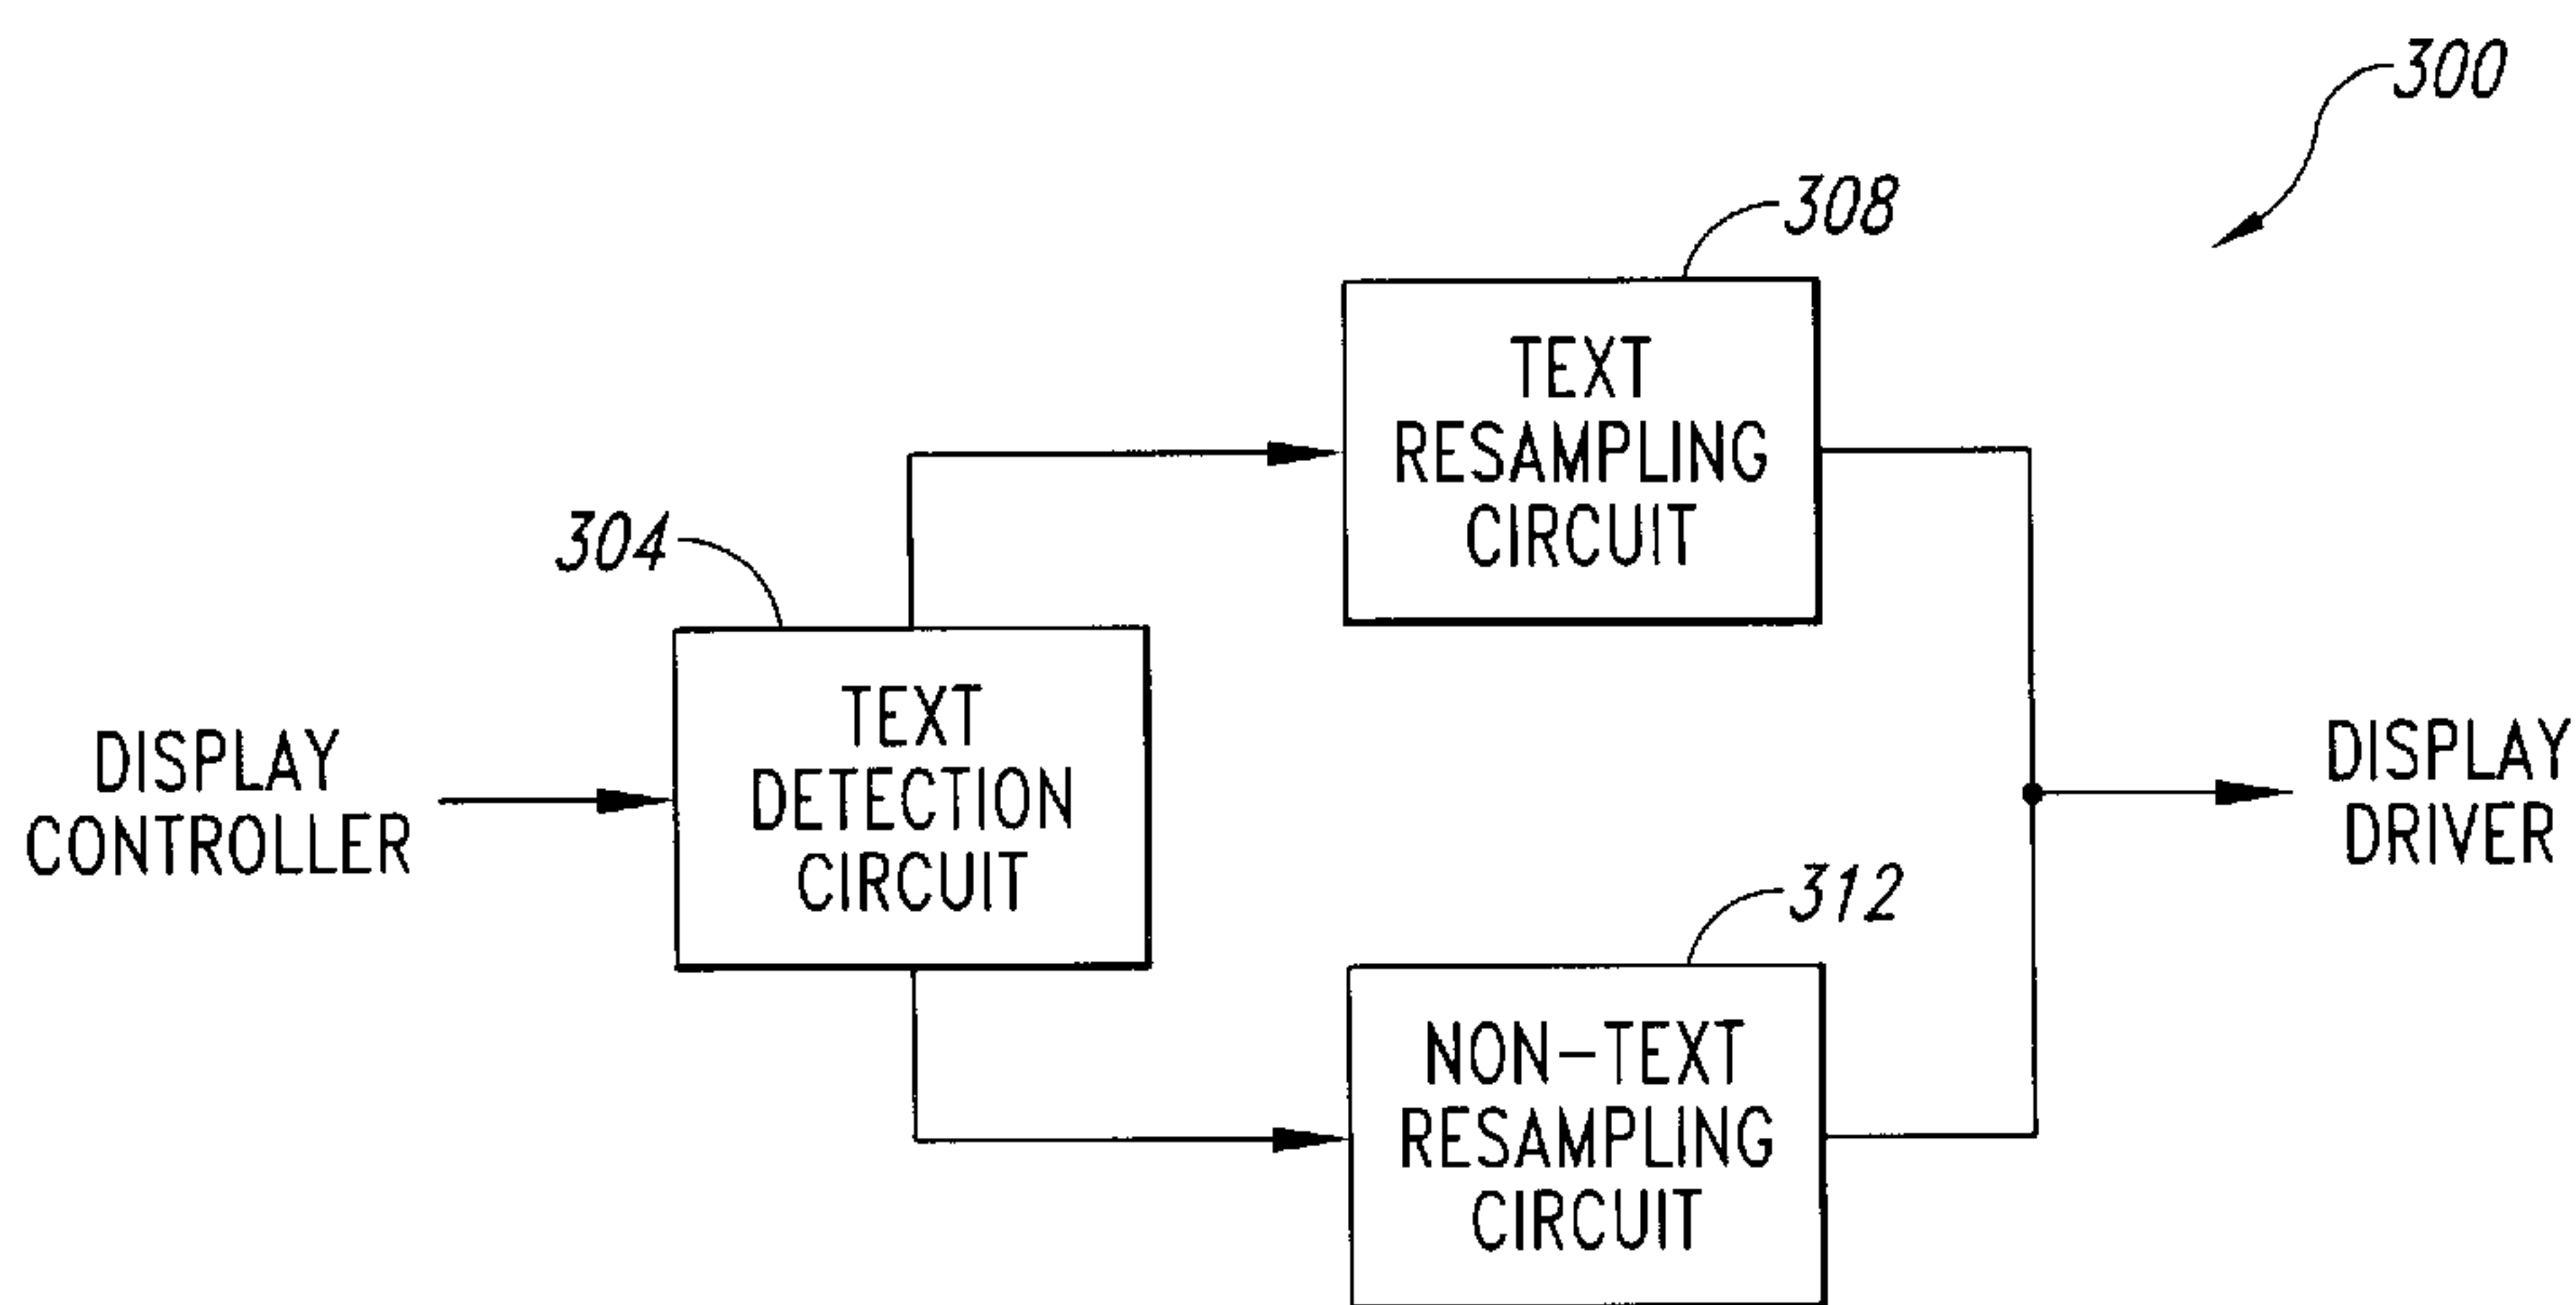 300
308
TEXT
RESAMPLING
CIRCUIT
304
TEXT
DETECTION
CIRCUIT
DISPLAY
CONTROLLER
DISPLAY
DRIVER
312
NON-TEXT
RESAMPLING
CIRCUIT